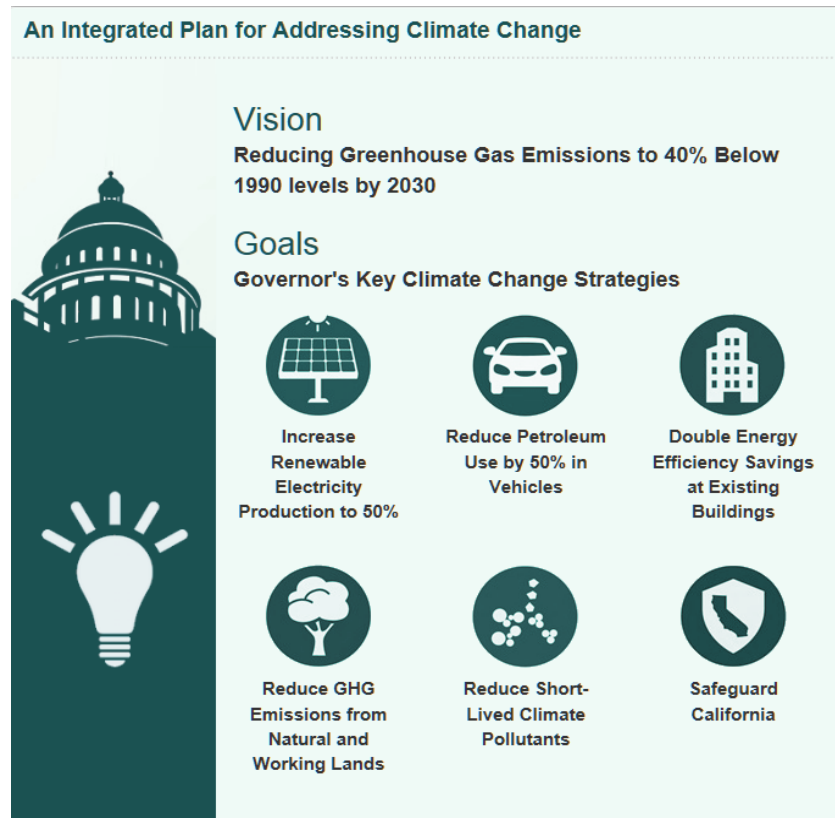 An Integrated Plan for Addressing Climate Change
Vision
Reducing Greenhouse Gas Emissions to 40% Below
1990 levels by 2030
Goals
Governor's Key Climate Change Strategies
Increase
Renewable
Electricity
Production to 50%
Reduce Petroleum
Use by 50% in
Vehicles
Double Energy
Efficiency Savings
at Existing
Buildings
Reduce GHG
Emissions from
Natural and
Working Lands
Reduce Short-
Lived Climate
Pollutants
Safeguard
California